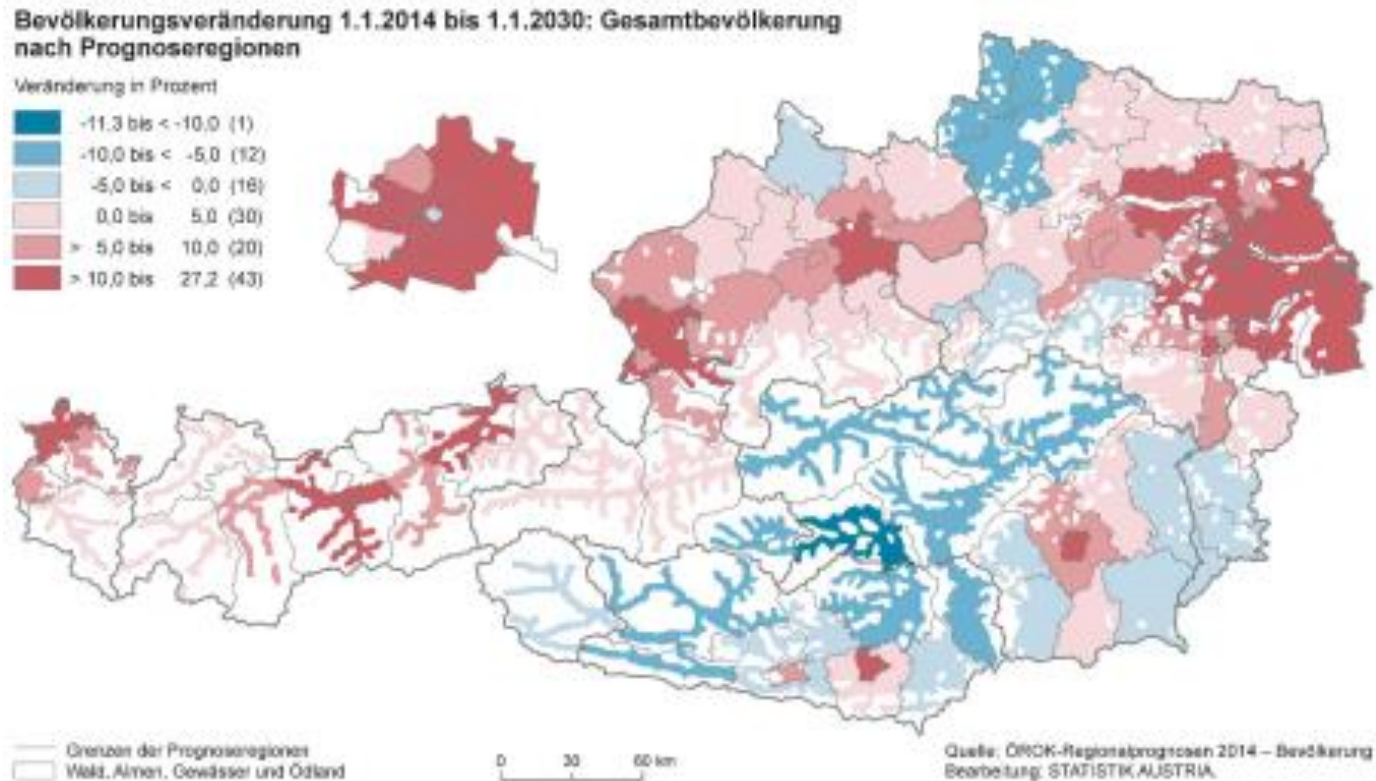 Bevölkerungsveränderung 1.1.2014 bis 1.1.2030: Gesamtbevölkerung
nach Prognoseregionen
Veränderung in Prozent
-11,3 bis < -10,0 (1)
-10,0 bis < -5,0 (12)
-5,0 bis < 0,0 (16)
0,0 bis 5,0 (30)
> 5,0 bis 10,0 (20)
> 10,0 bis 27,2 (43)
Grenzen der Prognoseregionen
Wald, Almen, Gewässer und Ödland
0 30 60 km
Quelle: ÖROK-Regionalprognosen 2014 – Bevölkerung
Bearbeitung: STATISTIK AUSTRIA.